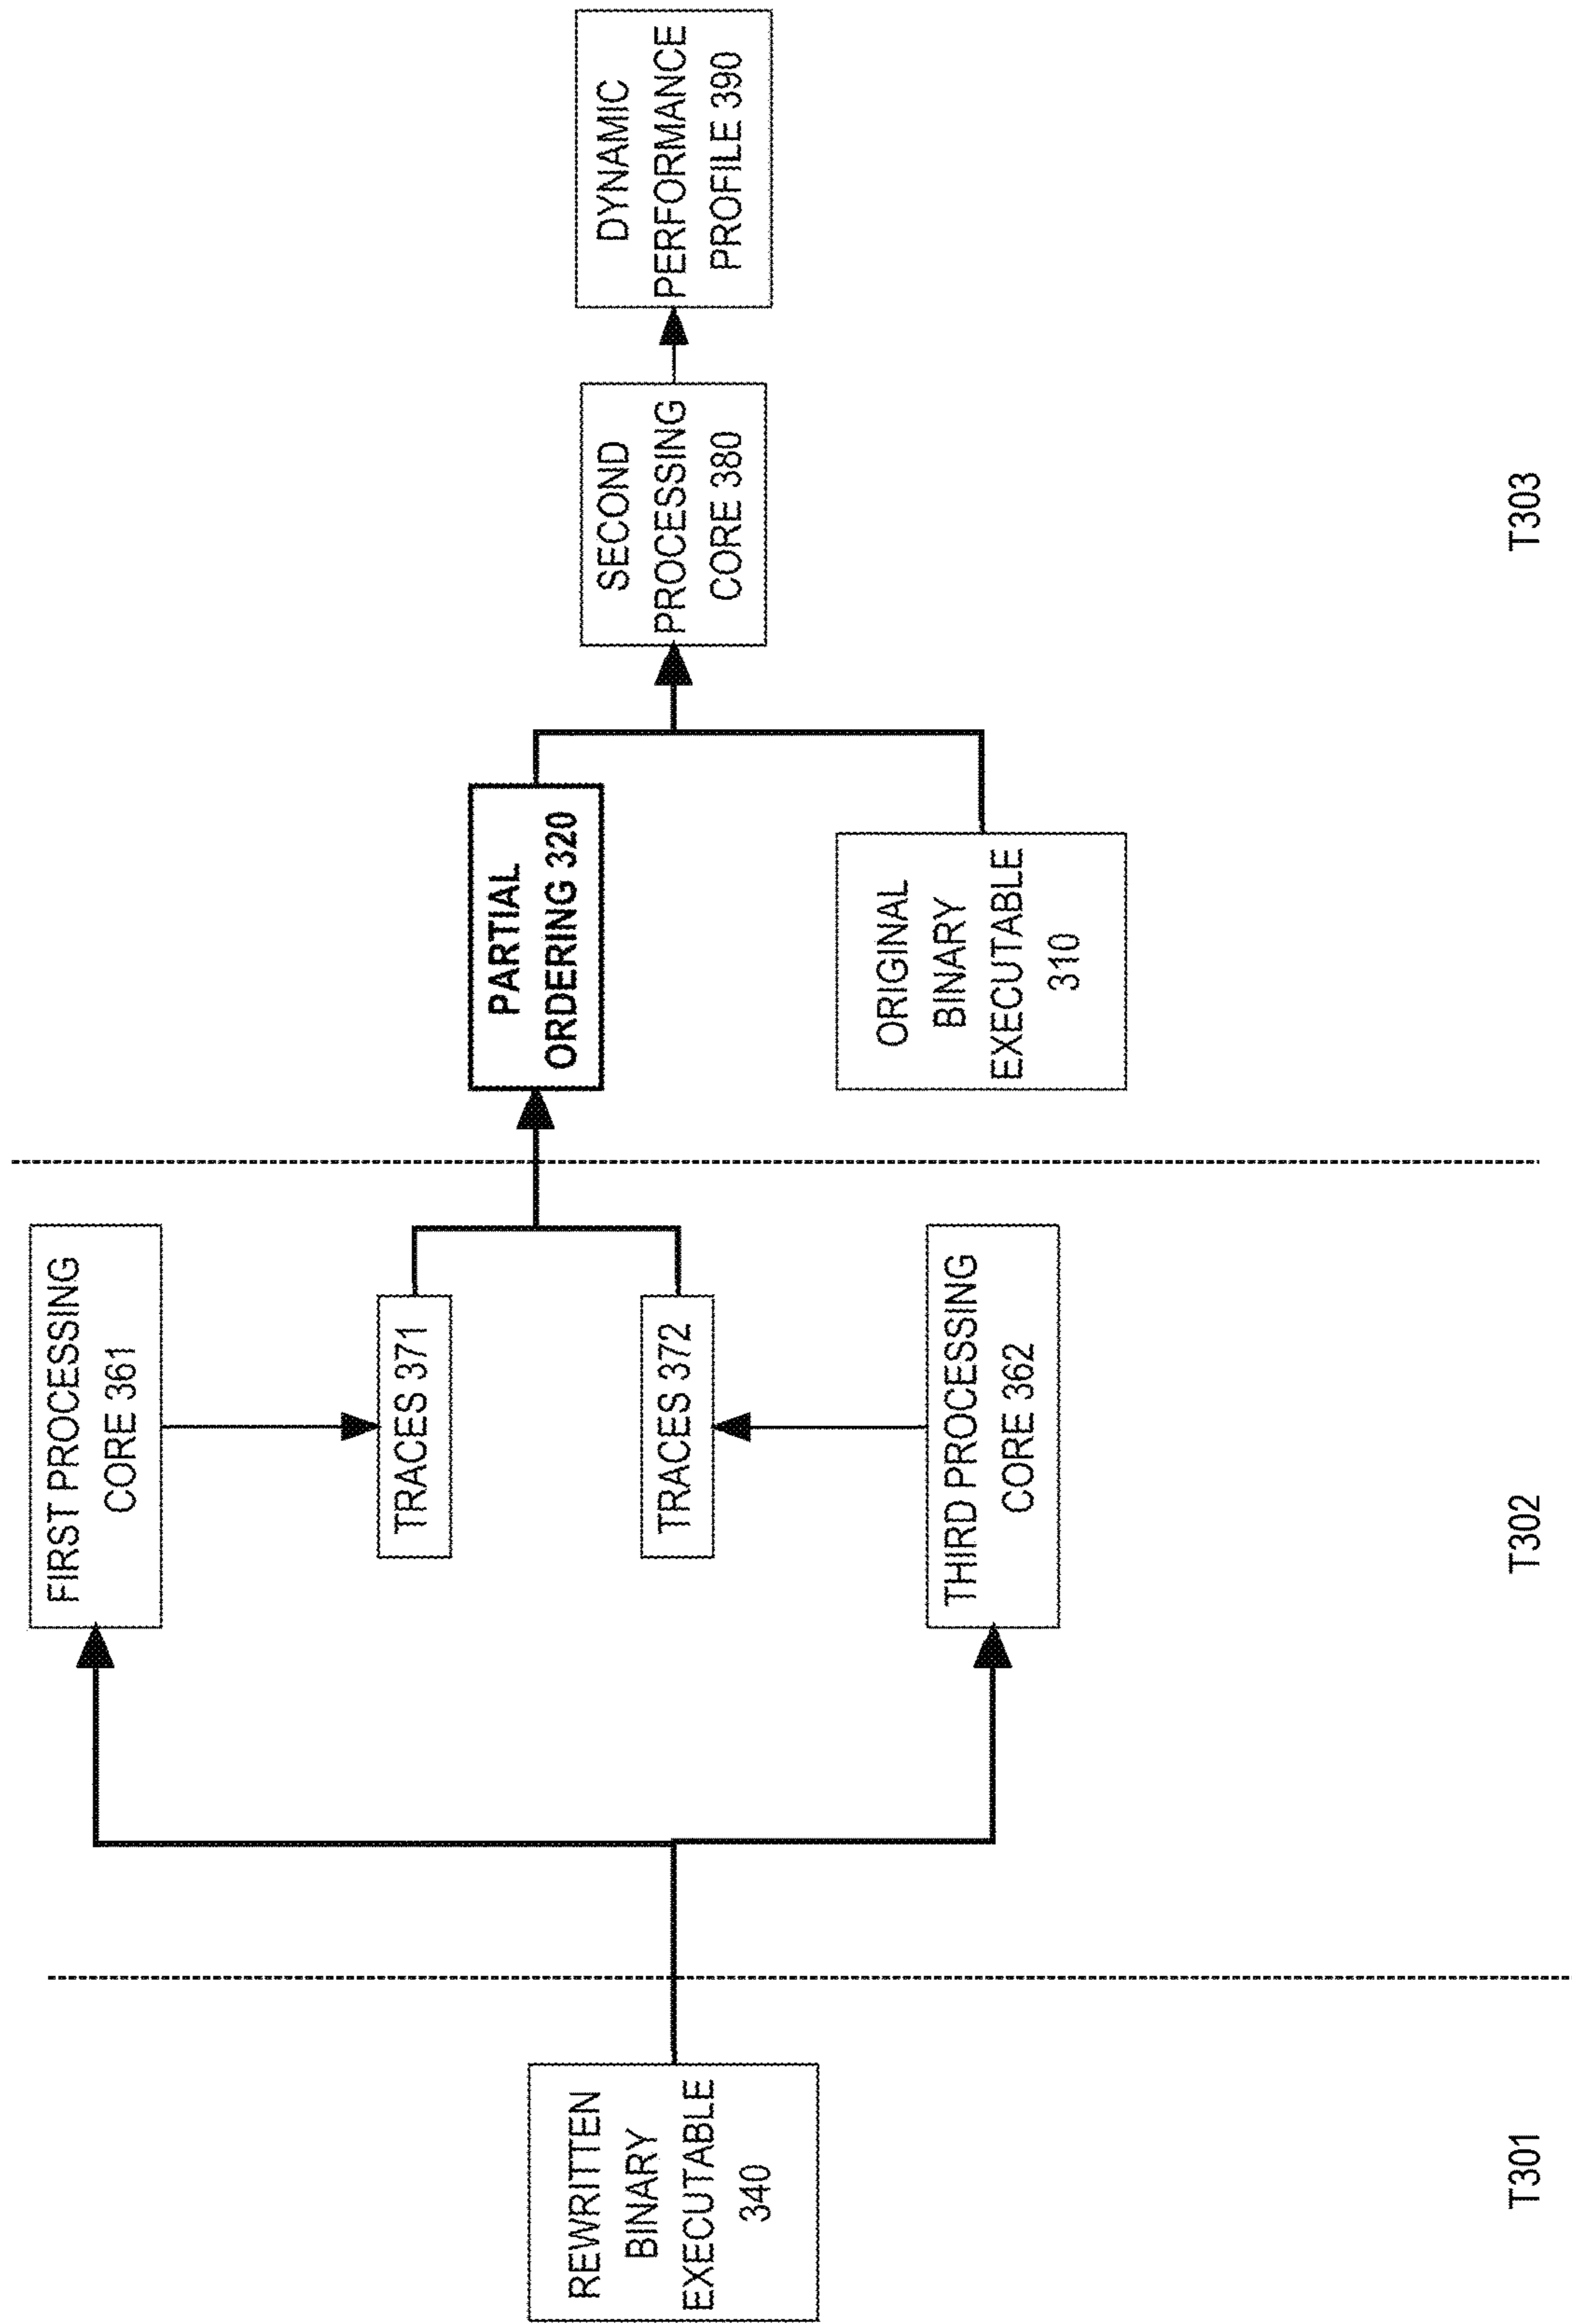 REWRITTEN
BINARY
EXECUTABLE
340
FIRST PROCESSING
CORE 361
TRACES 371
TRACES 372
THIRD PROCESSING
CORE 362
PARTIAL
ORDERING 320
ORIGINAL
BINARY
EXECUTABLE
310
SECOND
PROCESSING
CORE 380
DYNAMIC
PERFORMANCE
PROFILE 390
T301
T302
T303